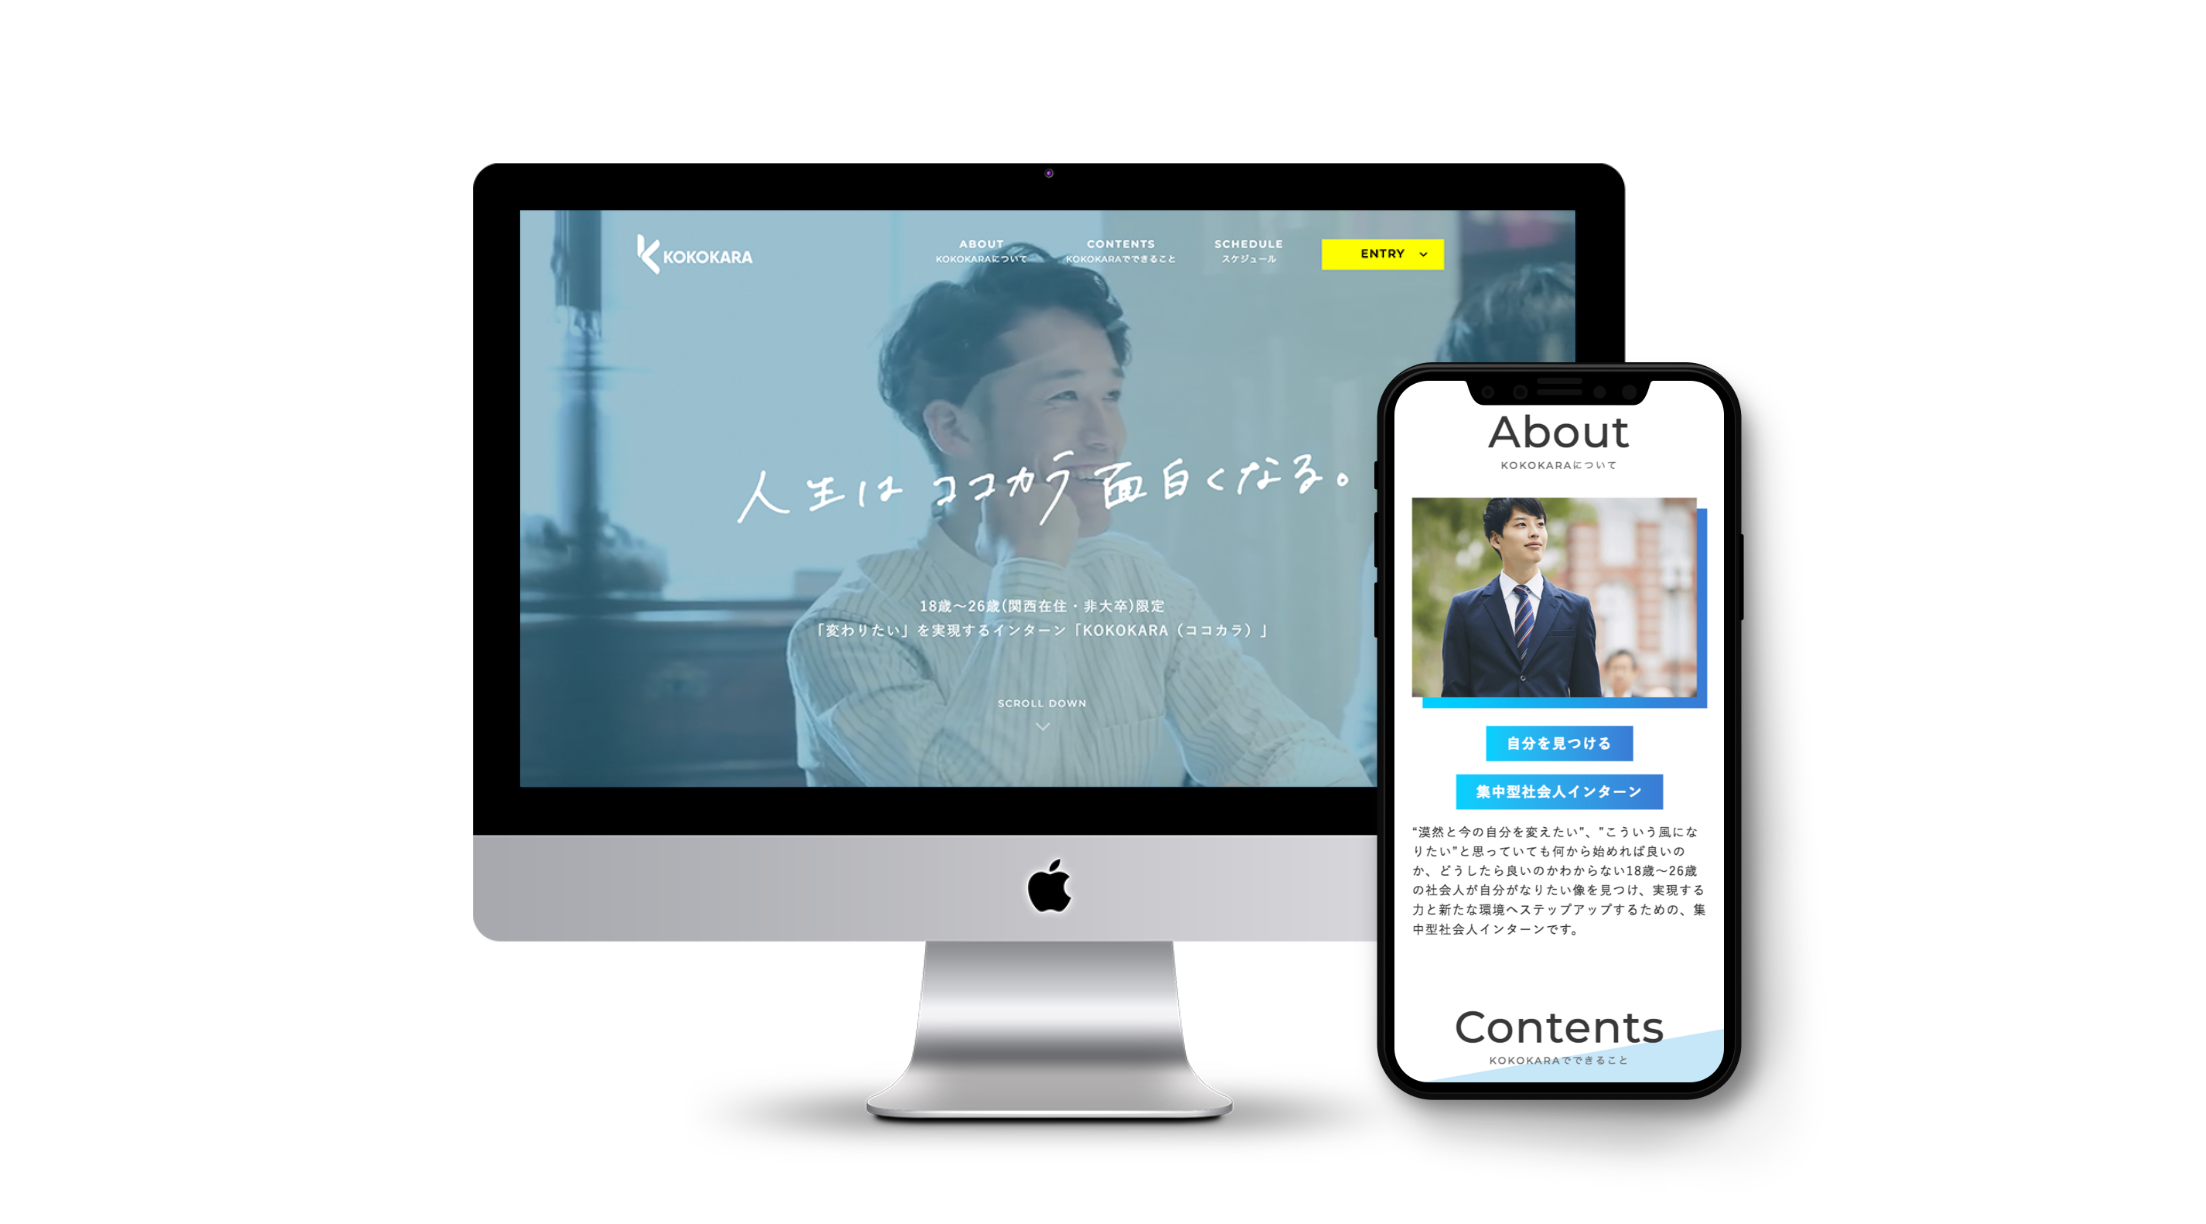 KOKOKARA
ABOUT
KOKOKARAについて
CONTENTS
KOKOKARAでできること
SCHEDULE
スケジュール
ENTRY
人生はココカラ面白くなる。
18歳〜26歳(関西在住・非大卒)限定
「変わりたい」を実現するインターン「KOKOKARA（ココカラ）」
SCROLL DOWN
About
KOKOKARAについて
自分を見つける
集中型社会人インターン
“漠然と今の自分を変えたい”、”こういう風にな
りたい”と思っていても何から始めれば良いの
か、どうしたら良いのかわからない18歳〜26歳
の社会人が自分がなりたい像を見つけ、実現する
力と新たな環境へステップアップするための、集
中型社会人インターンです。
Contents
KOKOKARAでできること